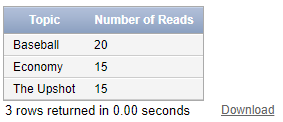 Topic Number of Reads
Baseball 20
Economy 15
The Upshot 15
3 rows returned in 0.00 seconds Download